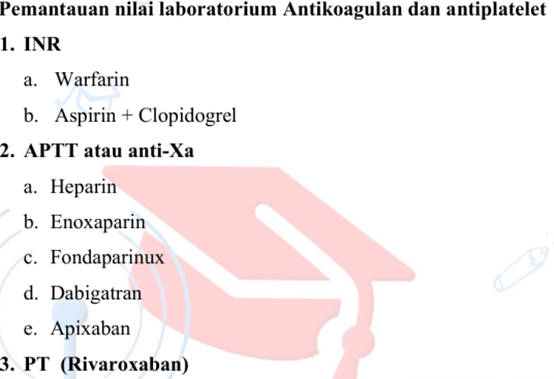 Pemantauan nilai laboratorium Antikoagulan dan antiplatelet
1. INR
a. Warfarin
b. Aspirin + Clopidogrel
2. APTT atau anti-Xa
a. Heparin
b. Enoxaparin
c. Fondaparinux
d. Dabigatran
e. Apixaban
3. PT (Rivaroxaban)